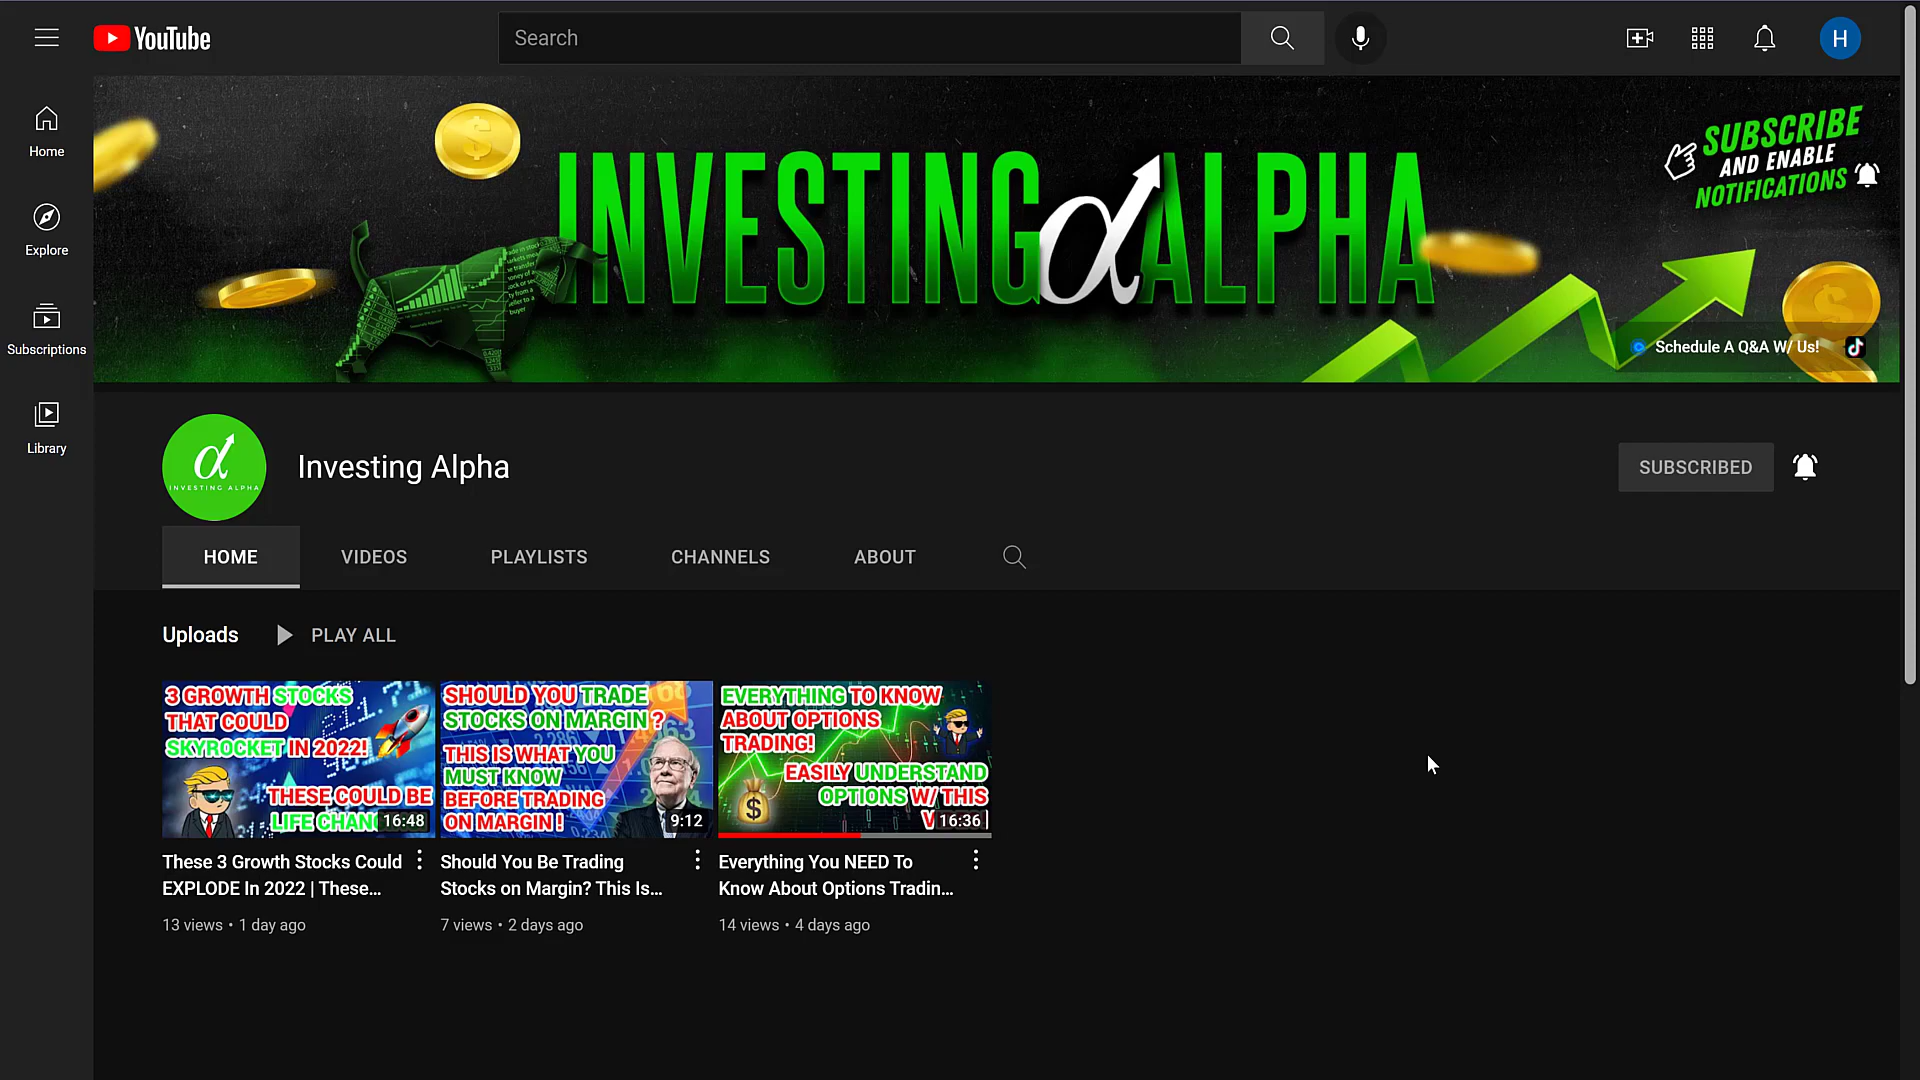 YouTube
Search
H
Home
Explore
Subscriptions
Library
INVESTING α ALPHA
SUBSCRIBE
AND ENABLE
NOTIFICATIONS
Schedule A Q&A W/ Us!
INVESTING ALPHA
Investing Alpha
SUBSCRIBED
HOME
VIDEOS
PLAYLISTS
CHANNELS
ABOUT
Uploads
PLAY ALL
3 GROWTH STOCKS
THAT COULD
SKYROCKET IN 2022!
THESE COULD BE
LIFE CHAN
16:48
SHOULD YOU TRADE
STOCKS ON MARGIN ?
THIS IS WHAT YOU
MUST KNOW
BEFORE TRADING
ON MARGIN !
9:12
EVERYTHING TO KNOW
ABOUT OPTIONS
TRADING!
EASILY UNDERSTAND
OPTIONS W/ THIS
V
16:36
These 3 Growth Stocks Could
EXPLODE In 2022 | These...
13 views • 1 day ago
Should You Be Trading
Stocks on Margin? This Is...
7 views • 2 days ago
Everything You NEED To
Know About Options Tradin...
14 views • 4 days ago